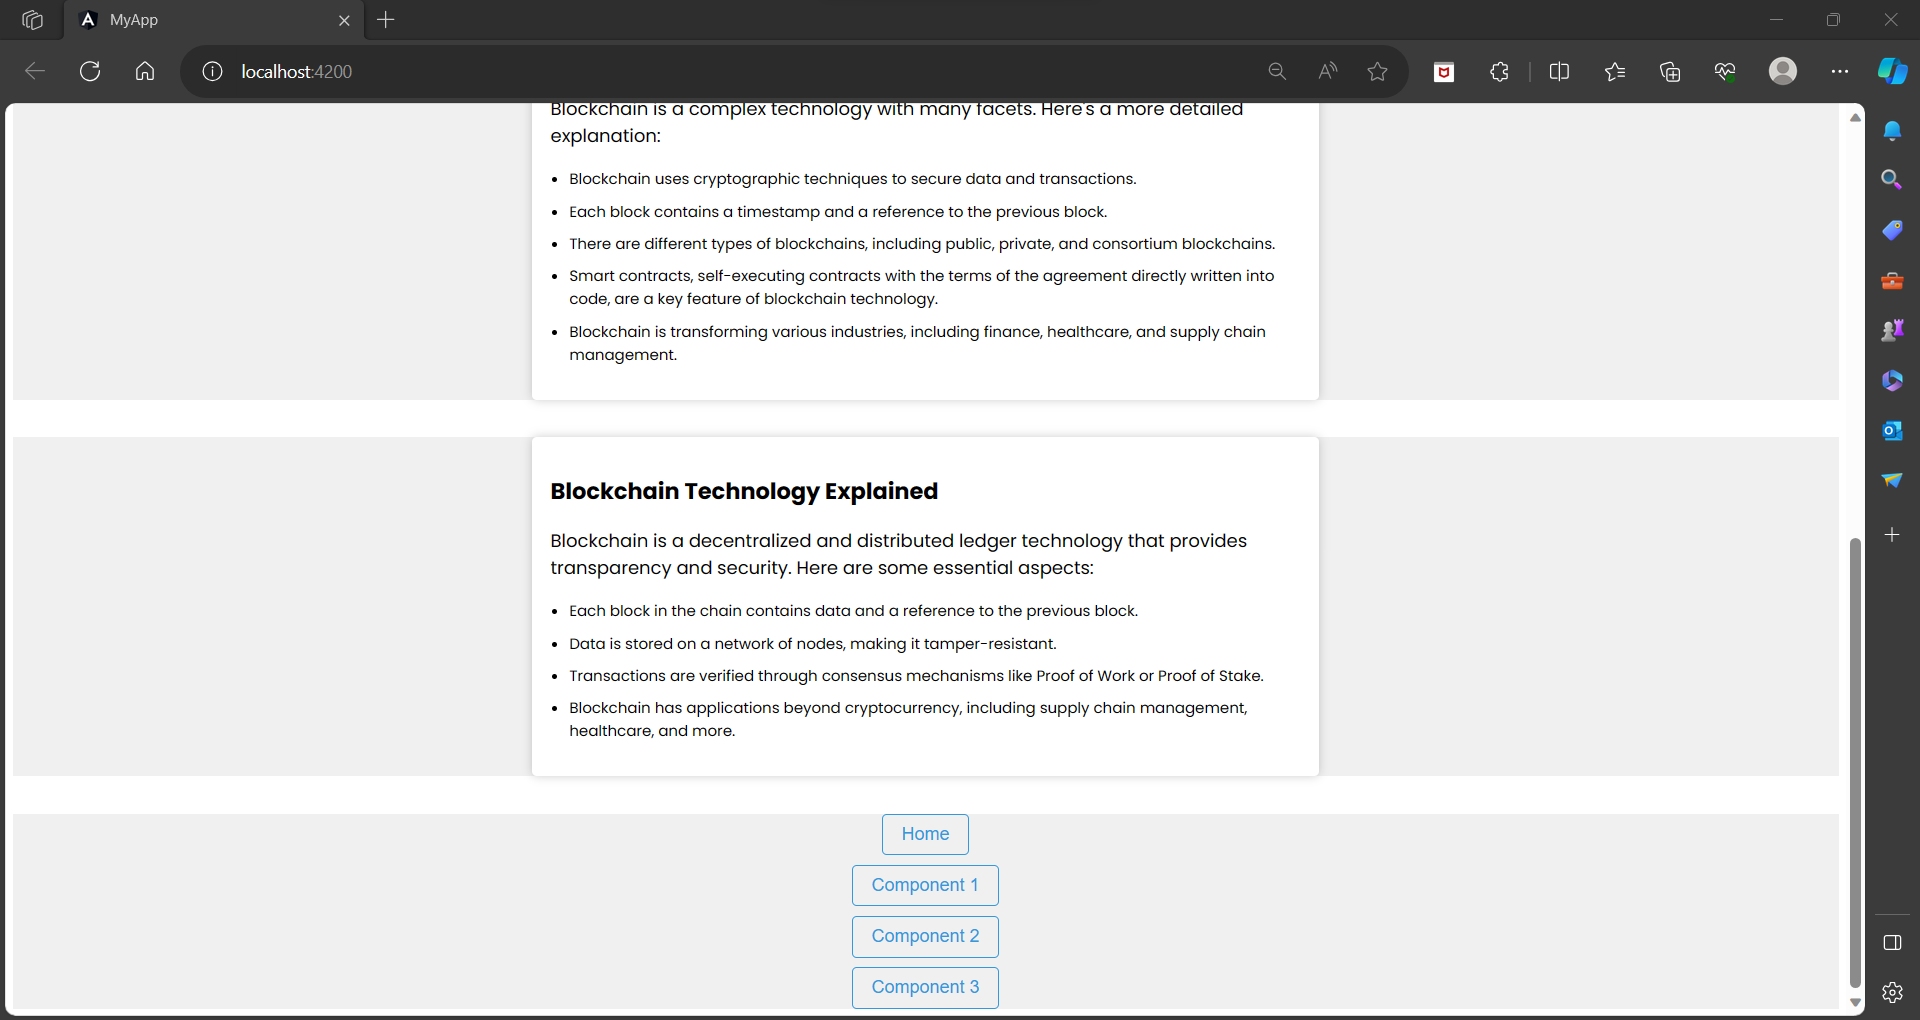 MyApp
localhost:4200
Blockchain is a complex technology with many facets. Here's a more detailed
explanation:
Blockchain uses cryptographic techniques to secure data and transactions.
Each block contains a timestamp and a reference to the previous block.
There are different types of blockchains, including public, private, and consortium blockchains.
Smart contracts, self-executing contracts with the terms of the agreement directly written into
code, are a key feature of blockchain technology.
Blockchain is transforming various industries, including finance, healthcare, and supply chain
management.
Blockchain Technology Explained
Blockchain is a decentralized and distributed ledger technology that provides
transparency and security. Here are some essential aspects:
Each block in the chain contains data and a reference to the previous block.
Data is stored on a network of nodes, making it tamper-resistant.
Transactions are verified through consensus mechanisms like Proof of Work or Proof of Stake.
Blockchain has applications beyond cryptocurrency, including supply chain management,
healthcare, and more.
Home
Component 1
Component 2
Component 3